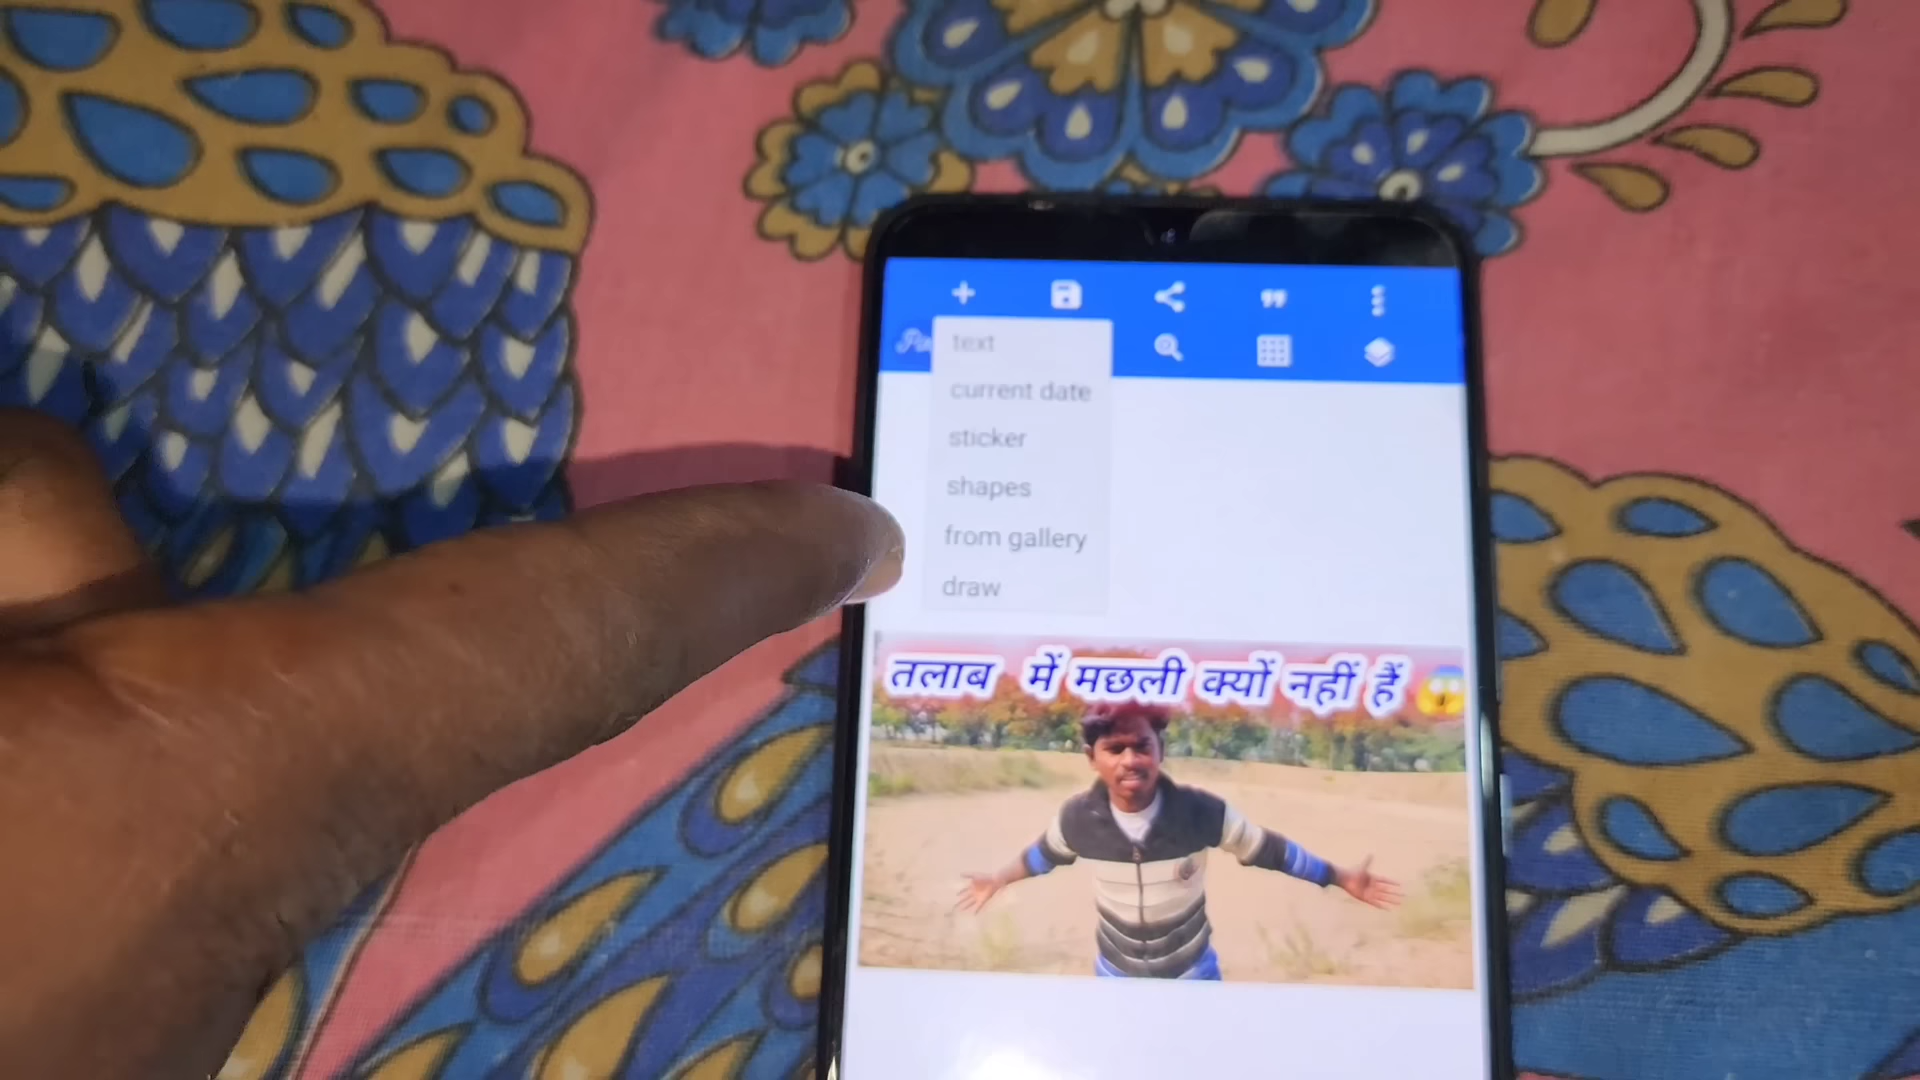 text
current date
sticker
shapes
from gallery
draw
तलाब में मछली क्यों नहीं हैं 😱